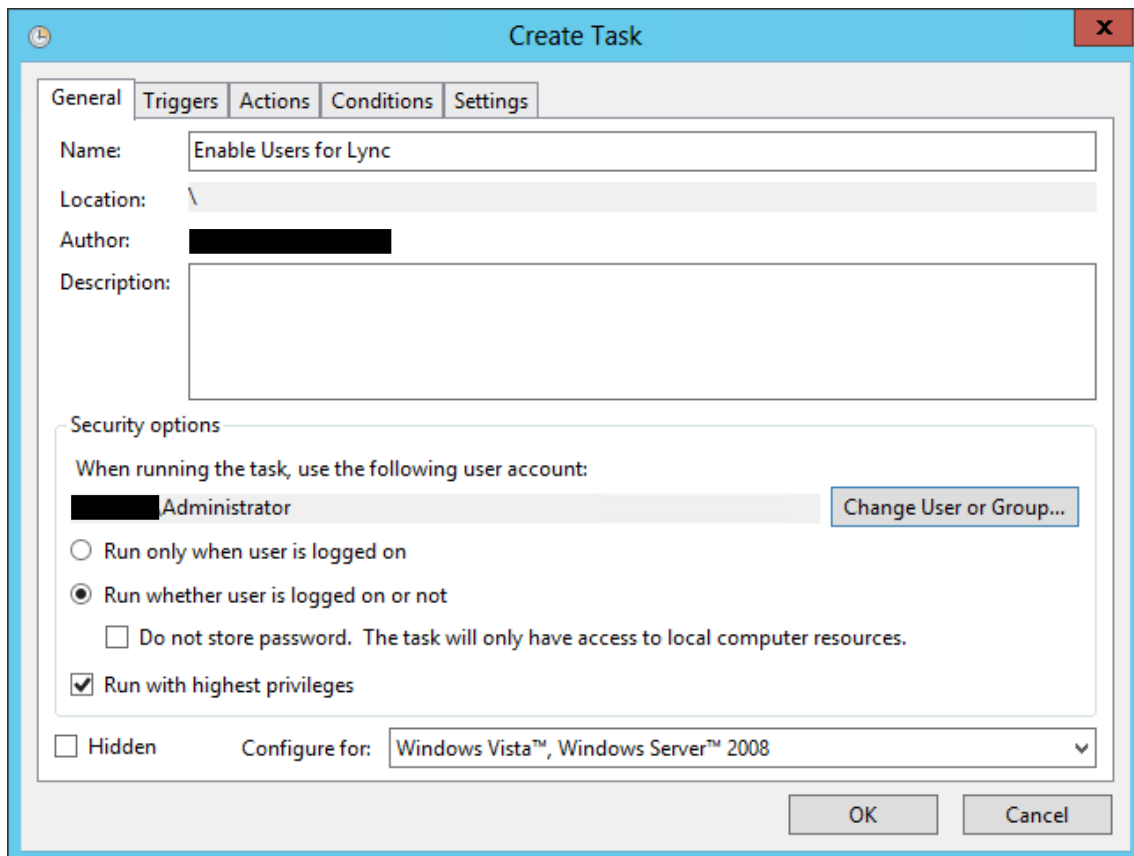 Create Task
x
General Triggers Actions Conditions Settings
Name: Enable Users for Lync
Location: \
Author:
Description:
Security options
When running the task, use the following user account:
\Administrator Change User or Group...
Run only when user is logged on
Run whether user is logged on or not
Do not store password. The task will only have access to local computer resources.
Run with highest privileges
Hidden Configure for: Windows Vista™, Windows Server™ 2008
OK Cancel